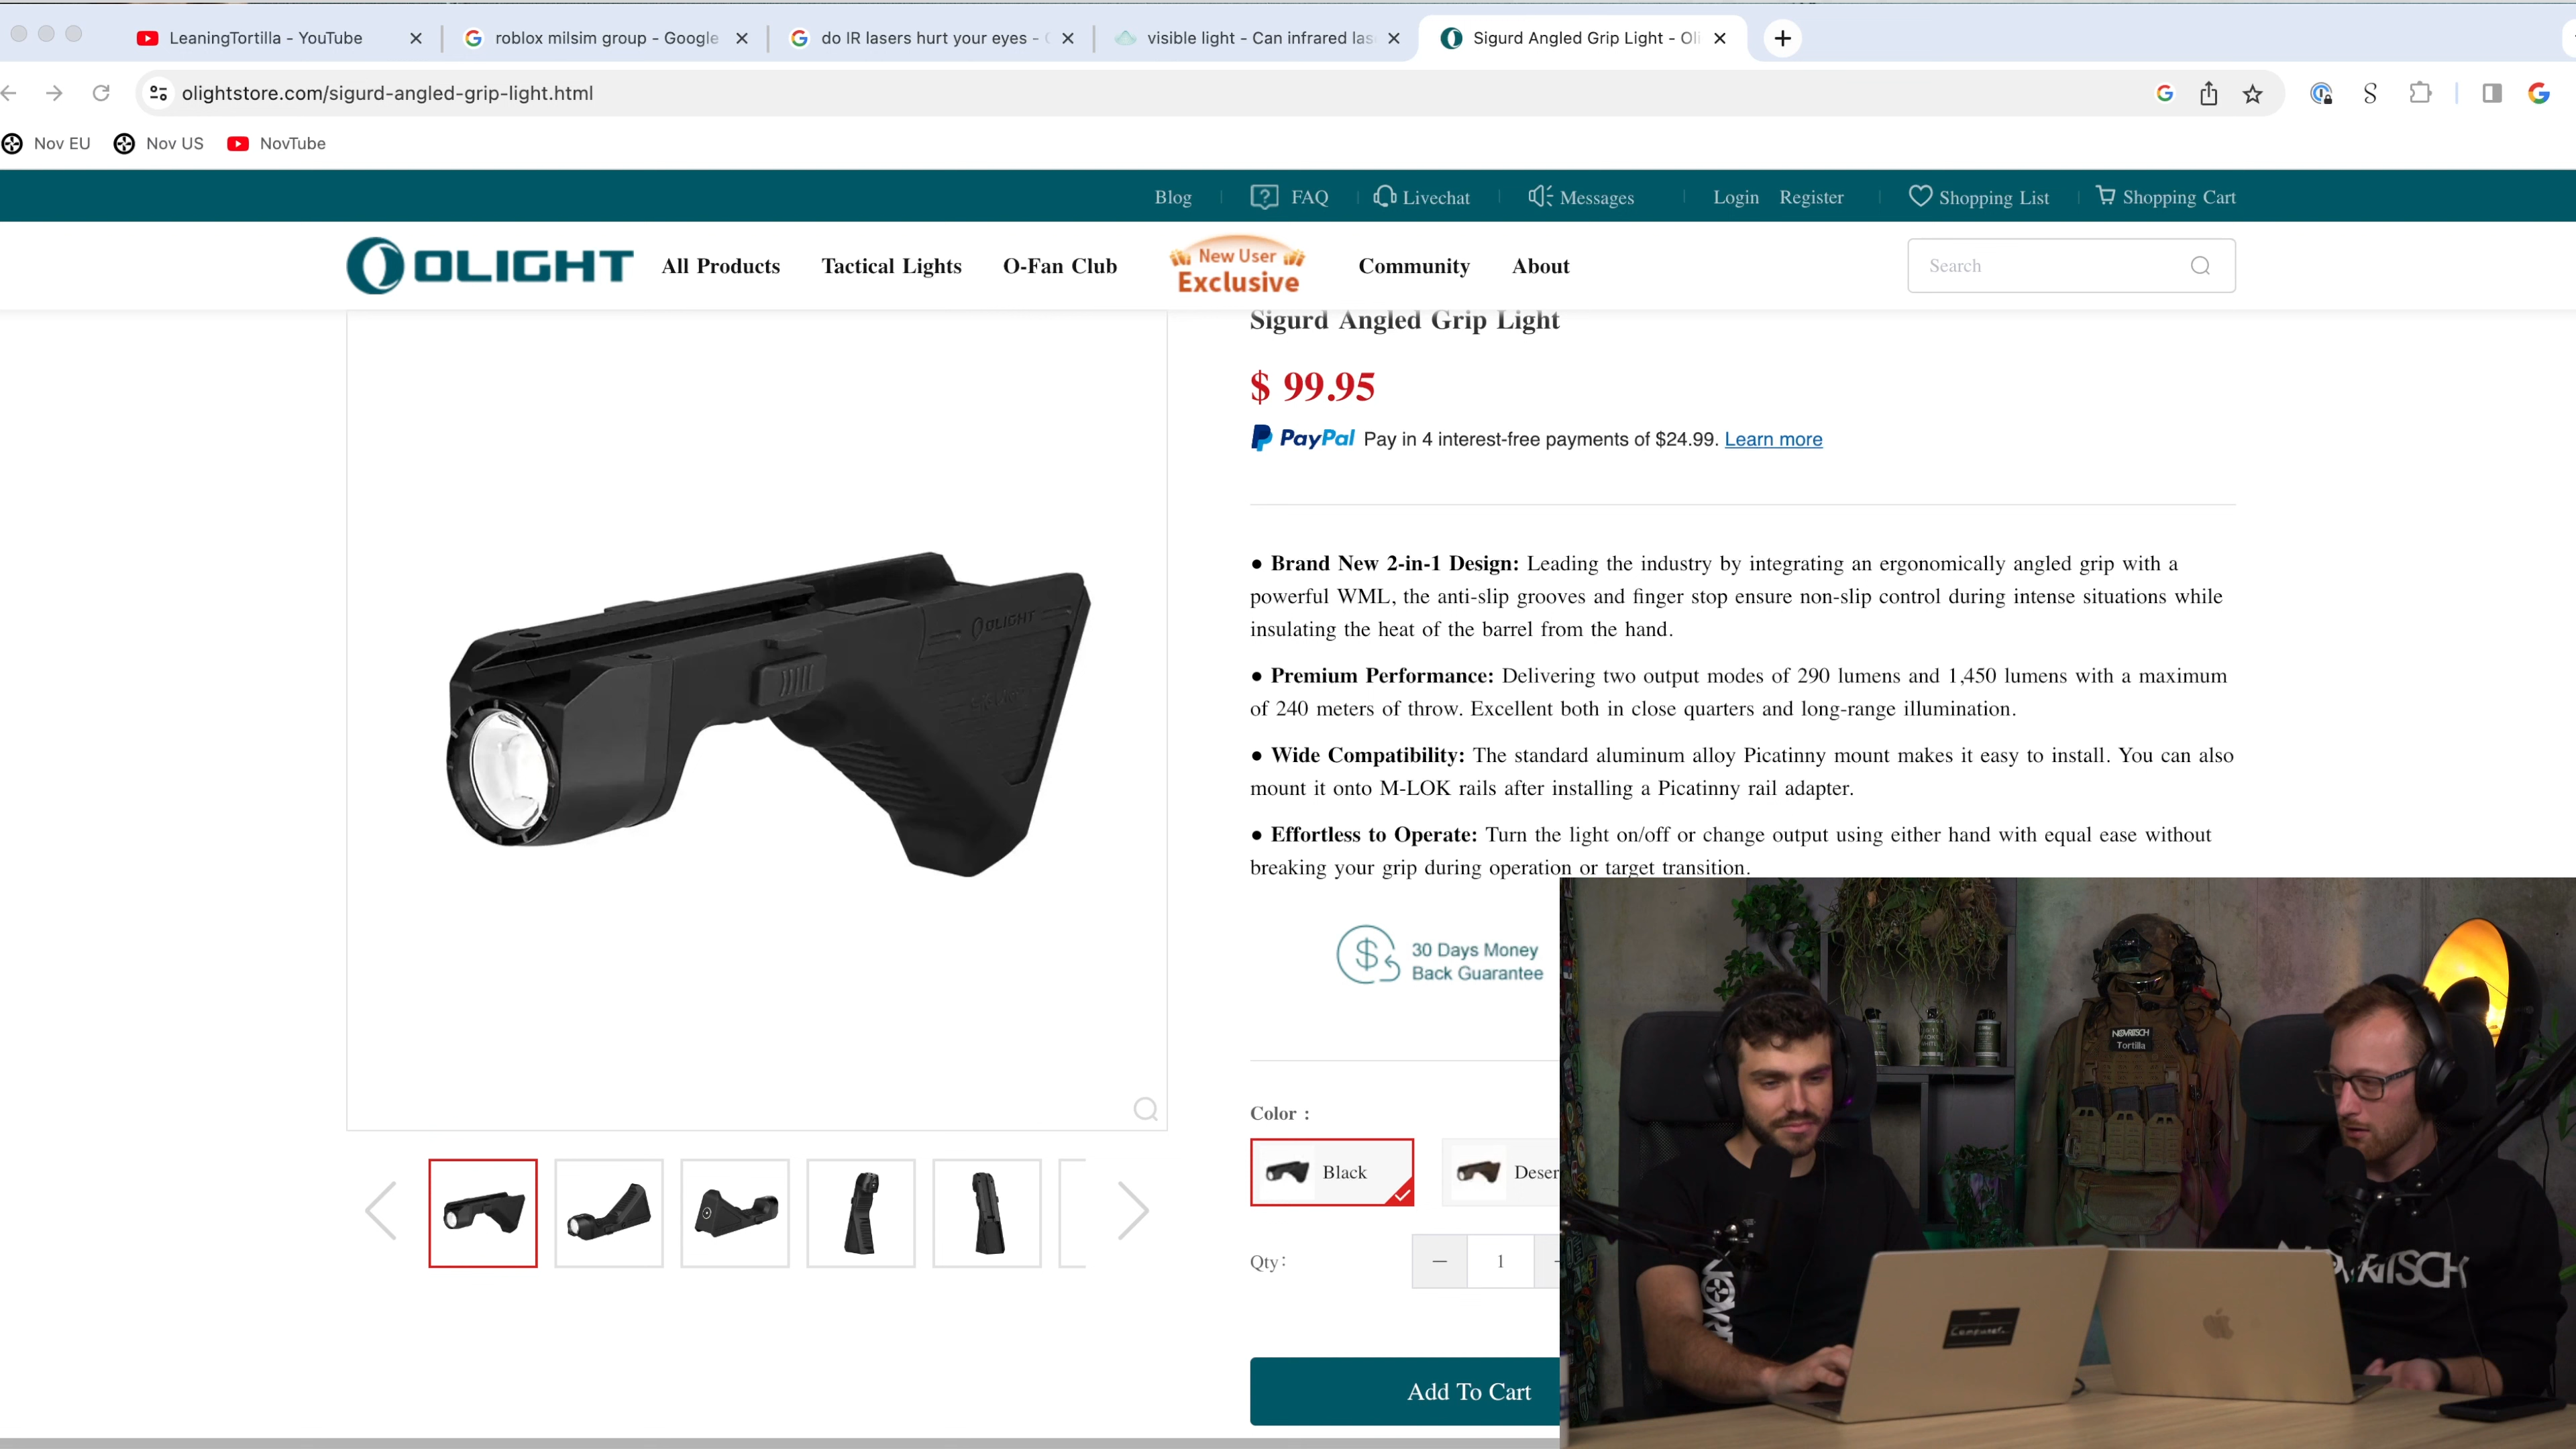 LeaningTortilla - YouTube
roblox milsim group - Google
do IR lasers hurt your eyes -
visible light - Can infrared las
Sigurd Angled Grip Light - Oli
olightstore.com/sigurd-angled-grip-light.html
Nov EU
Nov US
NovTube
Blog
FAQ
Livechat
Messages
Login
Register
Shopping List
Shopping Cart
OLIGHT
All Products
Tactical Lights
O-Fan Club
New User
Exclusive
Community
About
Search
Sigurd Angled Grip Light
$ 99.95
PayPal Pay in 4 interest-free payments of $24.99. Learn more
● Brand New 2-in-1 Design: Leading the industry by integrating an ergonomically angled grip with a
powerful WML, the anti-slip grooves and finger stop ensure non-slip control during intense situations while
insulating the heat of the barrel from the hand.
● Premium Performance: Delivering two output modes of 290 lumens and 1,450 lumens with a maximum
of 240 meters of throw. Excellent both in close quarters and long-range illumination.
● Wide Compatibility: The standard aluminum alloy Picatinny mount makes it easy to install. You can also
mount it onto M-LOK rails after installing a Picatinny rail adapter.
● Effortless to Operate: Turn the light on/off or change output using either hand with equal ease without
breaking your grip during operation or target transition.
OLIGHT
30 Days Money
Back Guarantee
Color :
Black
Deser
Qty:
1
Add To Cart
NOVRITSCH
Tortilla
Computer.